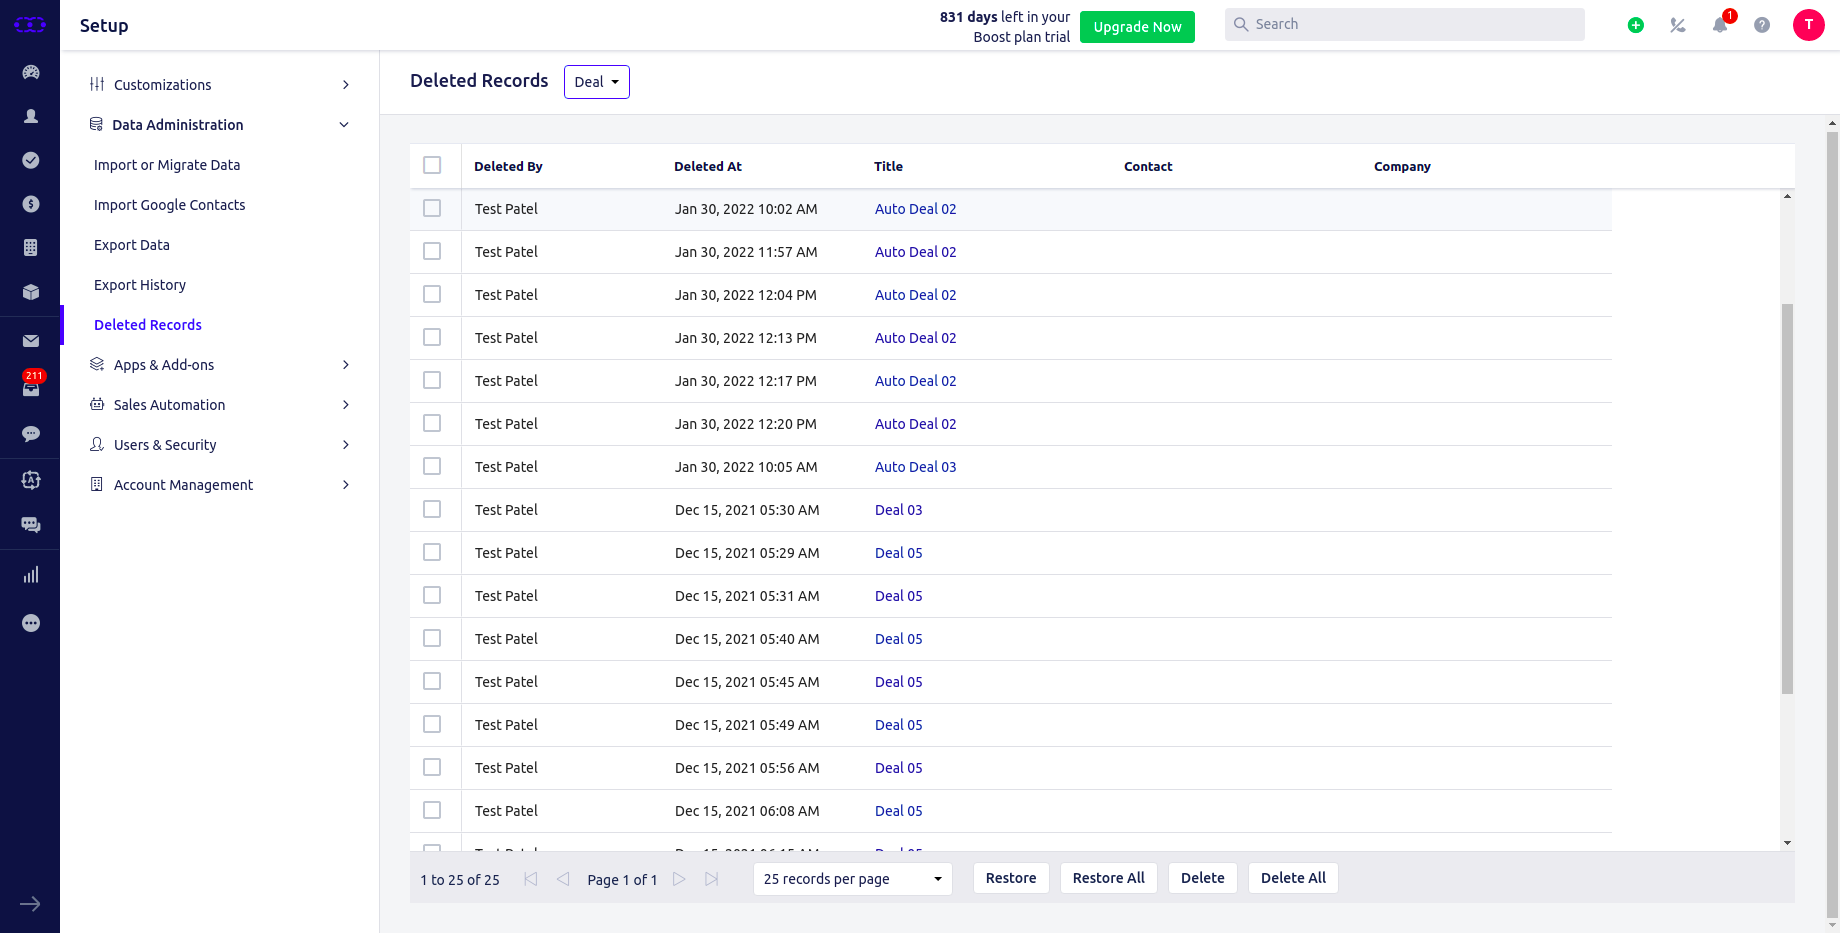 Setup
831 days left in your
Boost plan trial
Upgrade Now
Search
1
?
T
211
Customizations
Data Administration
Import or Migrate Data
Import Google Contacts
Export Data
Export History
Deleted Records
Apps & Add-ons
Sales Automation
Users & Security
Account Management
Deleted Records
Deal
Deleted By Deleted At Title Contact Company
Test Patel Jan 30, 2022 10:02 AM Auto Deal 02
Test Patel Jan 30, 2022 11:57 AM Auto Deal 02
Test Patel Jan 30, 2022 12:04 PM Auto Deal 02
Test Patel Jan 30, 2022 12:13 PM Auto Deal 02
Test Patel Jan 30, 2022 12:17 PM Auto Deal 02
Test Patel Jan 30, 2022 12:20 PM Auto Deal 02
Test Patel Jan 30, 2022 10:05 AM Auto Deal 03
Test Patel Dec 15, 2021 05:30 AM Deal 03
Test Patel Dec 15, 2021 05:29 AM Deal 05
Test Patel Dec 15, 2021 05:31 AM Deal 05
Test Patel Dec 15, 2021 05:40 AM Deal 05
Test Patel Dec 15, 2021 05:45 AM Deal 05
Test Patel Dec 15, 2021 05:49 AM Deal 05
Test Patel Dec 15, 2021 05:56 AM Deal 05
Test Patel Dec 15, 2021 06:08 AM Deal 05
1 to 25 of 25
Page 1 of 1
25 records per page
Restore
Restore All
Delete
Delete All